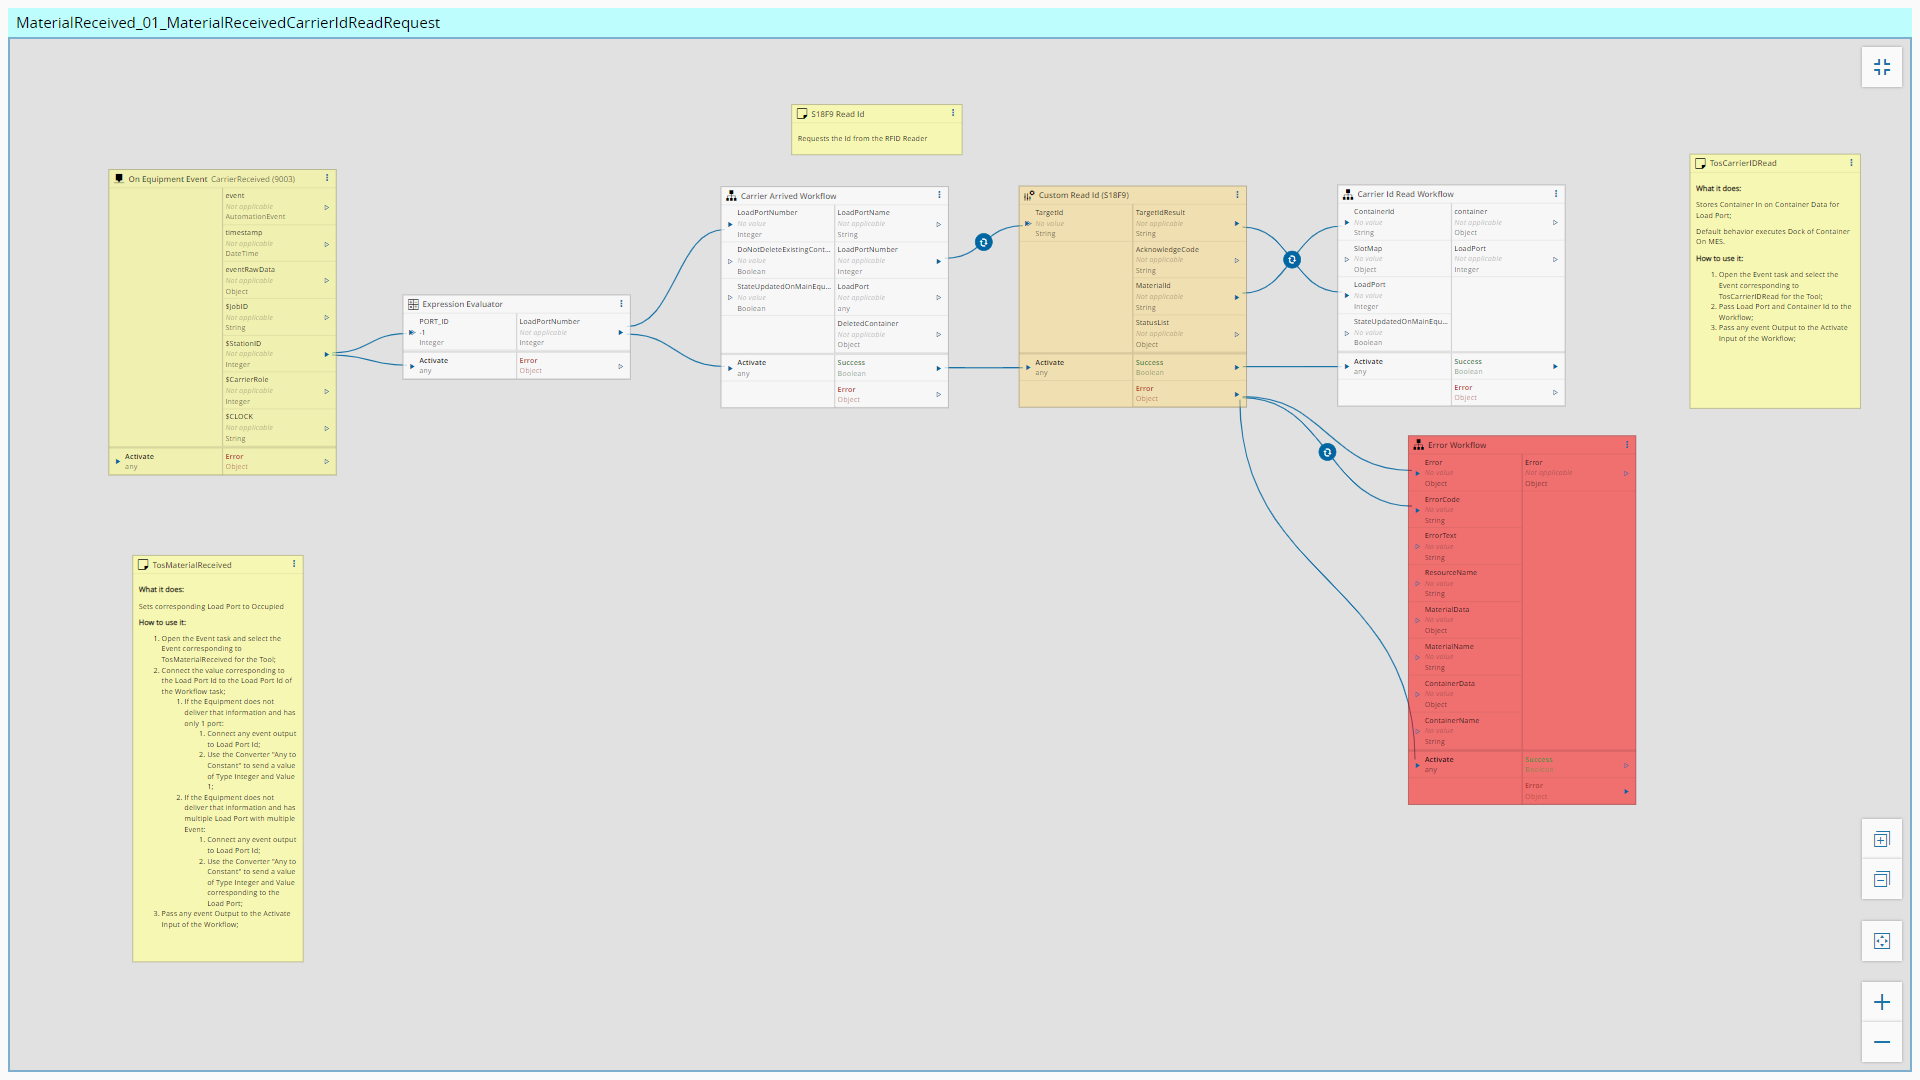 MaterialReceived_01_MaterialReceivedCarrierIdReadRequest
S18F9 Read Id
Requests the Id from the RFID Reader
On Equipment Event CarrierReceived (9003)
event
Not applicable
AutomationEvent
timestamp
Not applicable
DateTime
eventRawData
Not applicable
Object
$JobID
Not applicable
String
$StationID
Not applicable
Integer
$CarrierRole
Not applicable
Integer
$CLOCK
Not applicable
String
Activate
any
Error
Object
Expression Evaluator
PORT_ID
-1
Integer
LoadPortNumber
Not applicable
Integer
Activate
any
Error
Object
Carrier Arrived Workflow
LoadPortNumber
No value
Integer
DoNotDeleteExistingCont...
No value
Boolean
StateUpdatedOnMainEqu...
No value
Boolean
LoadPortName
Not applicable
String
LoadPortNumber
Not applicable
Integer
LoadPort
Not applicable
any
DeletedContainer
Not applicable
Object
Activate
any
Success
Boolean
Error
Object
Custom Read Id (S18F9)
TargetId
No value
String
TargetIdResult
Not applicable
String
AcknowledgeCode
Not applicable
String
MaterialId
Not applicable
String
StatusList
Not applicable
Object
Activate
any
Success
Boolean
Error
Object
Carrier Id Read Workflow
ContainerId
No value
String
SlotMap
No value
Object
LoadPort
No value
Integer
StateUpdatedOnMainEqu...
No value
Boolean
container
Not applicable
Object
LoadPort
Not applicable
Integer
Activate
any
Success
Boolean
Error
Object
TosCarrierIDRead
What it does:
Stores Container In on Container Data for
Load Port;
Default behavior executes Dock of Container
On MES.
How to use it:
1. Open the Event task and select the
Event corresponding to
TosCarrierIDRead for the Tool;
2. Pass Load Port and Container Id to the
Workflow;
3. Pass any event Output to the Activate
Input of the Workflow;
Error Workflow
Error
No value
Object
ErrorCode
No value
String
ErrorText
No value
String
ResourceName
No value
String
MaterialData
No value
Object
MaterialName
No value
String
ContainerData
No value
Object
ContainerName
No value
String
Error
Not applicable
Object
Activate
any
Success
Boolean
Error
Object
TosMaterialReceived
What it does:
Sets corresponding Load Port to Occupied
How to use it:
1. Open the Event task and select the
Event corresponding to
TosMaterialReceived for the Tool;
2. Connect the value corresponding to
the Load Port Id to the Load Port Id of
the Workflow task;
1. If the Equipment does not
deliver that information and has
only 1 port:
1. Connect any event output
to Load Port Id;
2. Use the Converter "Any to
Constant" to send a value
of Type Integer and Value
1;
2. If the Equipment does not
deliver that information and has
multiple Load Port with multiple
Event:
1. Connect any event output
to Load Port Id;
2. Use the Converter "Any to
Constant" to send a value
of Type Integer and Value
corresponding to the
Load Port;
3. Pass any event Output to the Activate
Input of the Workflow;